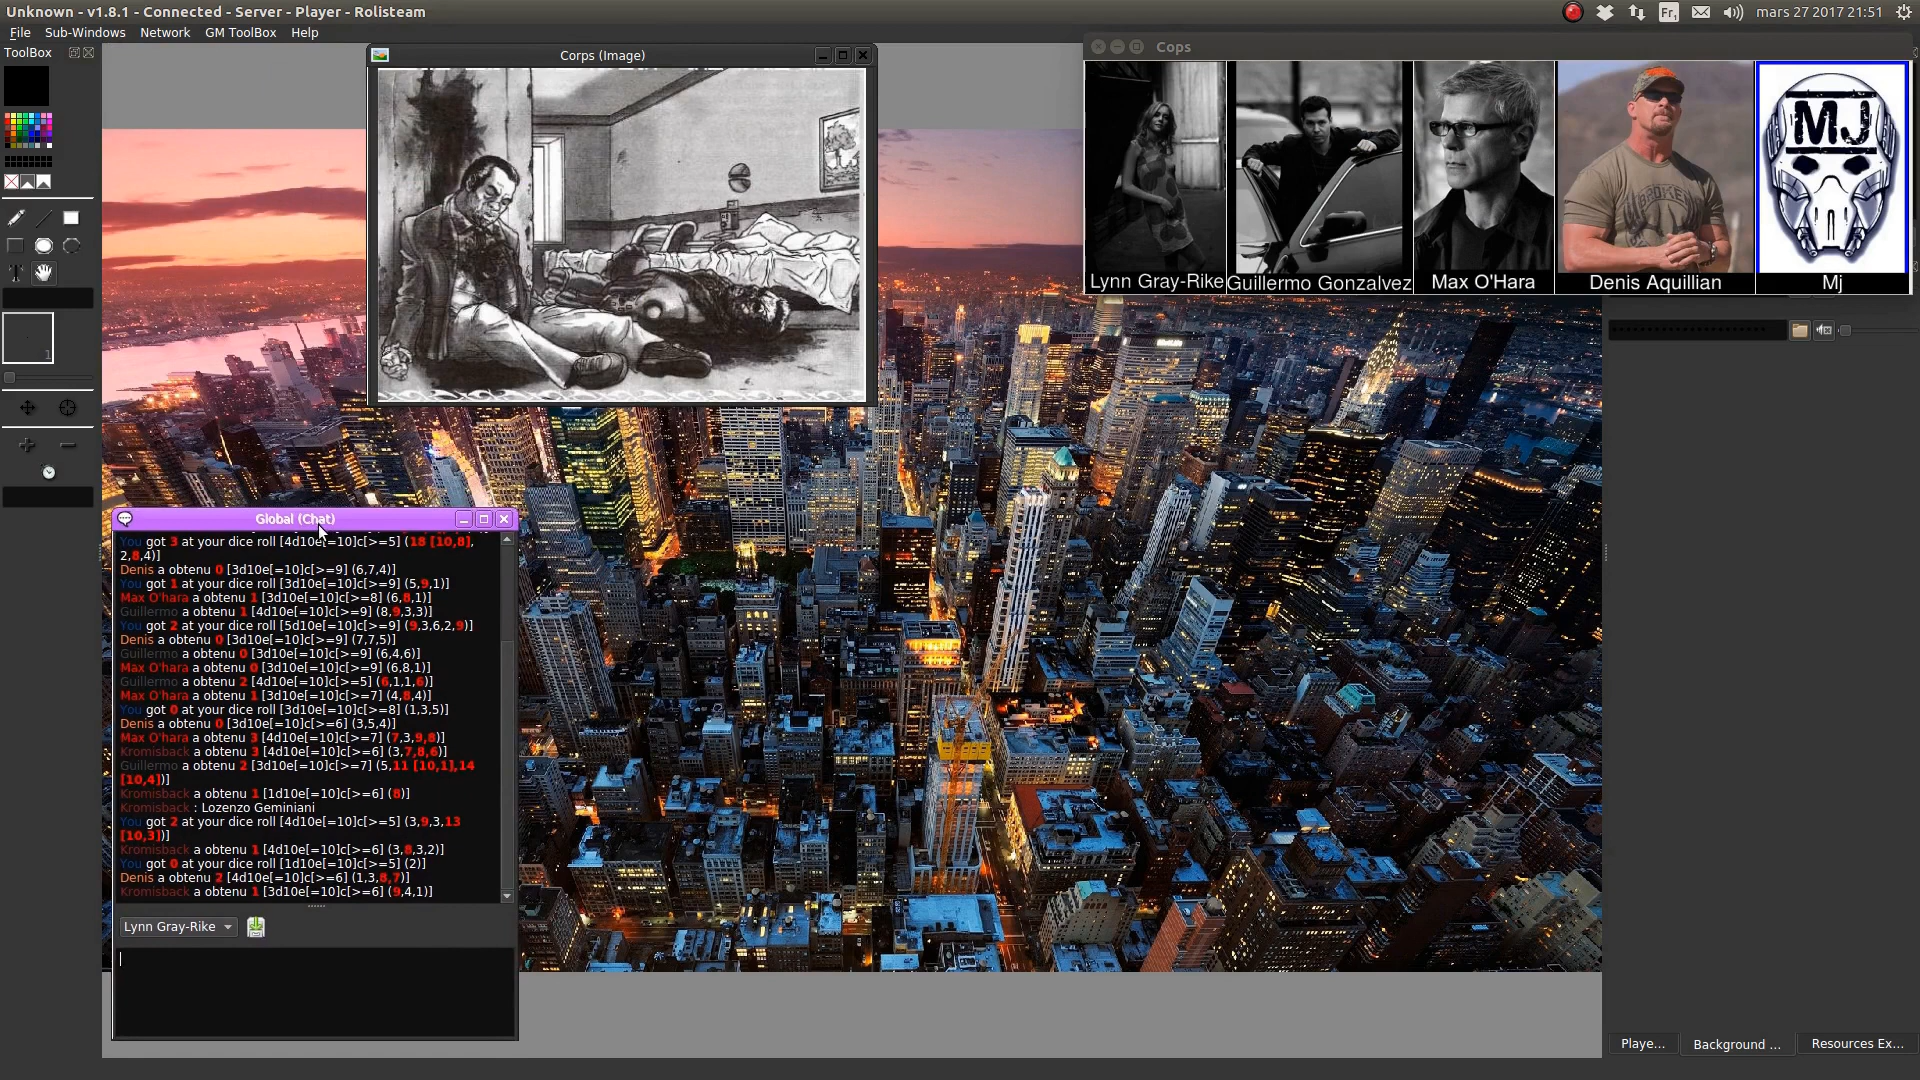 Unknown - v1.8.1 - Connected - Server - Player - Rolisteam
Fr1
mars 27 2017 21:51
File Sub-Windows Network GM ToolBox Help
ToolBox
1
Corps (Image)
Cops
MJ
Lynn Gray-Rike
Guillermo Gonzalvez
Max O'Hara
Denis Aquillian
Mj
Global (Chat)
You got 3 at your dice roll [4d10e[=10]c[>=5] (18 [10,8],
2,8,4)]
Denis a obtenu 0 [3d10e[=10]c[>=9] (6,7,4)]
You got 1 at your dice roll [3d10e[=10]c[>=9] (5,9,1)]
Max O'hara a obtenu 1 [3d10e[=10]c[>=8] (6,8,1)]
Guillermo a obtenu 1 [4d10e[=10]c[>=9] (8,9,3,3)]
You got 2 at your dice roll [5d10e[=10]c[>=9] (9,3,6,2,9)]
Denis a obtenu 0 [3d10e[=10]c[>=9] (7,7,5)]
Guillermo a obtenu 0 [3d10e[=10]c[>=9] (6,4,6)]
Max O'hara a obtenu 0 [3d10e[=10]c[>=9] (6,8,1)]
Guillermo a obtenu 2 [4d10e[=10]c[>=5] (6,1,1,6)]
Max O'hara a obtenu 1 [3d10e[=10]c[>=7] (4,8,4)]
You got 0 at your dice roll [3d10e[=10]c[>=8] (1,3,5)]
Denis a obtenu 0 [3d10e[=10]c[>=6] (3,5,4)]
Max O'hara a obtenu 3 [4d10e[=10]c[>=7] (7,3,9,8)]
Kromisback a obtenu 3 [4d10e[=10]c[>=6] (3,7,8,6)]
Guillermo a obtenu 2 [3d10e[=10]c[>=7] (5,11 [10,1],14
[10,4])]
Kromisback a obtenu 1 [1d10e[=10]c[>=6] (8)]
Kromisback : Lozenzo Geminiani
You got 2 at your dice roll [4d10e[=10]c[>=5] (3,9,3,13
[10,3])]
Kromisback a obtenu 1 [4d10e[=10]c[>=6] (3,8,3,2)]
You got 0 at your dice roll [1d10e[=10]c[>=5] (2)]
Denis a obtenu 2 [4d10e[=10]c[>=6] (1,3,8,7)]
Kromisback a obtenu 1 [3d10e[=10]c[>=6] (9,4,1)]
Lynn Gray-Rike
Playe... Background ... Resources Ex...